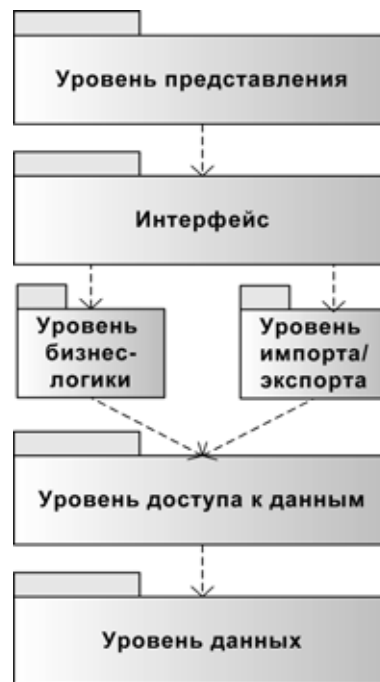 Уровень представления
Интерфейс
Уровень
бизнес-
логики
Уровень
импорта/
экспорта
Уровень доступа к данным
Уровень данных